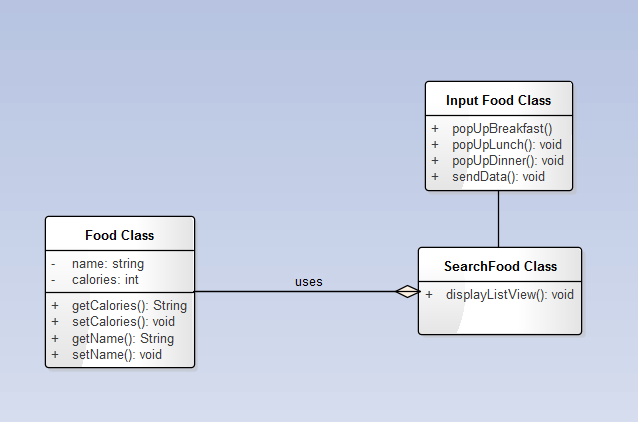 Input Food Class
+ popUpBreakfast()
+ popUpLunch(): void
+ popUpDinner(): void
+ sendData(): void
Food Class
- name: string
- calories: int
+ getCalories(): String
+ setCalories(): void
+ getName(): String
+ setName(): void
uses
SearchFood Class
+ displayListView(): void